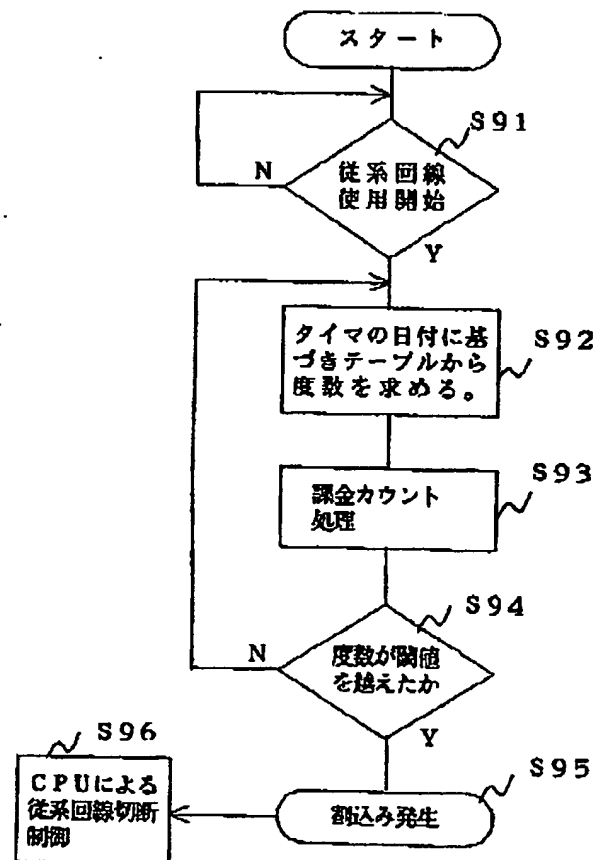 スタート
S91
N
従系回線
使用開始
Y
タイマの日付に基
づきテーブルから
度数を求める。
S92
課金カウント
処理
S93
S94
N
度数が閾値
を越えたか
Y
S96
CPUによる
従系回線切断
制御
割込み発生
S95